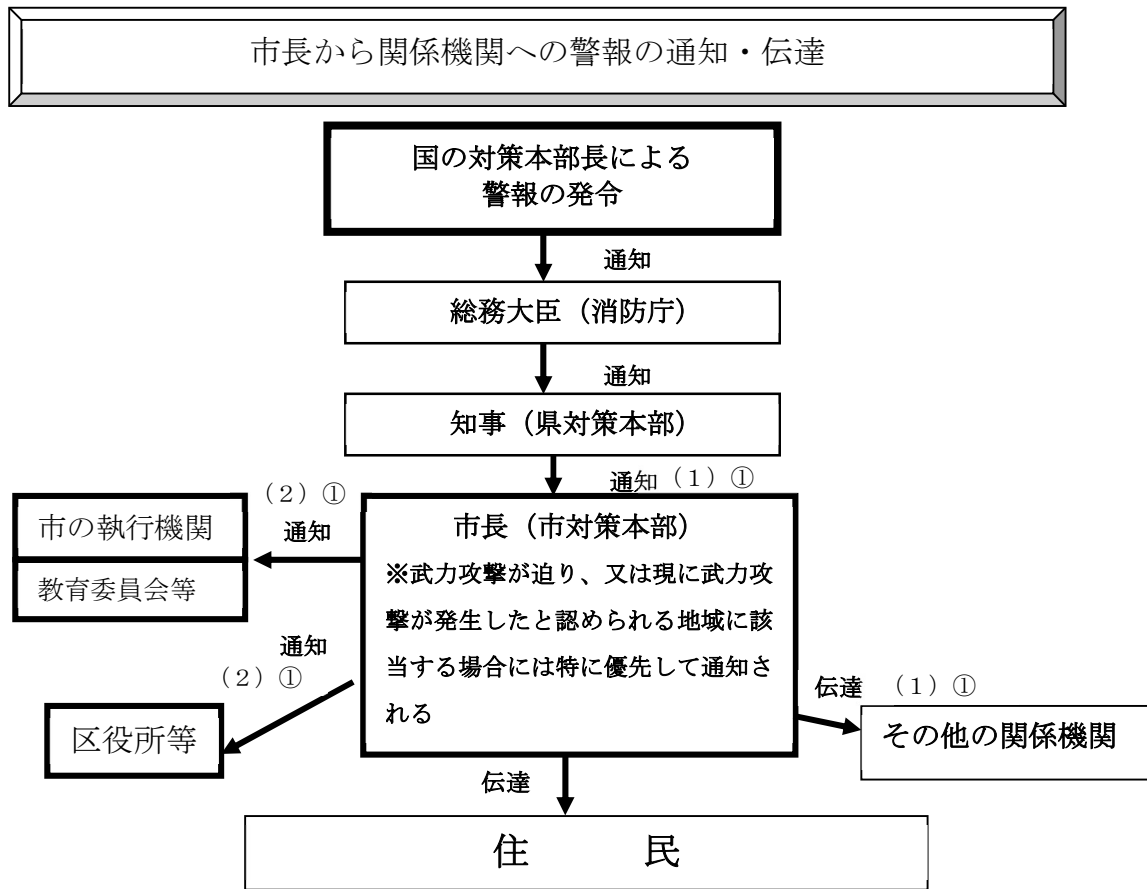 市長から関係機関への警報の通知・伝達
国の対策本部長による
警報の発令
通知
総務大臣（消防庁）
通知
知事（県対策本部）
通知（１）①
（２）①
通知
市の執行機関
教育委員会等
市長（市対策本部）
※武力攻撃が迫り、又は現に武力攻
撃が発生したと認められる地域に該
当する場合には特に優先して通知さ
れる
通知
（２）①
区役所等
伝達　（１）①
その他の関係機関
伝達
住　　民